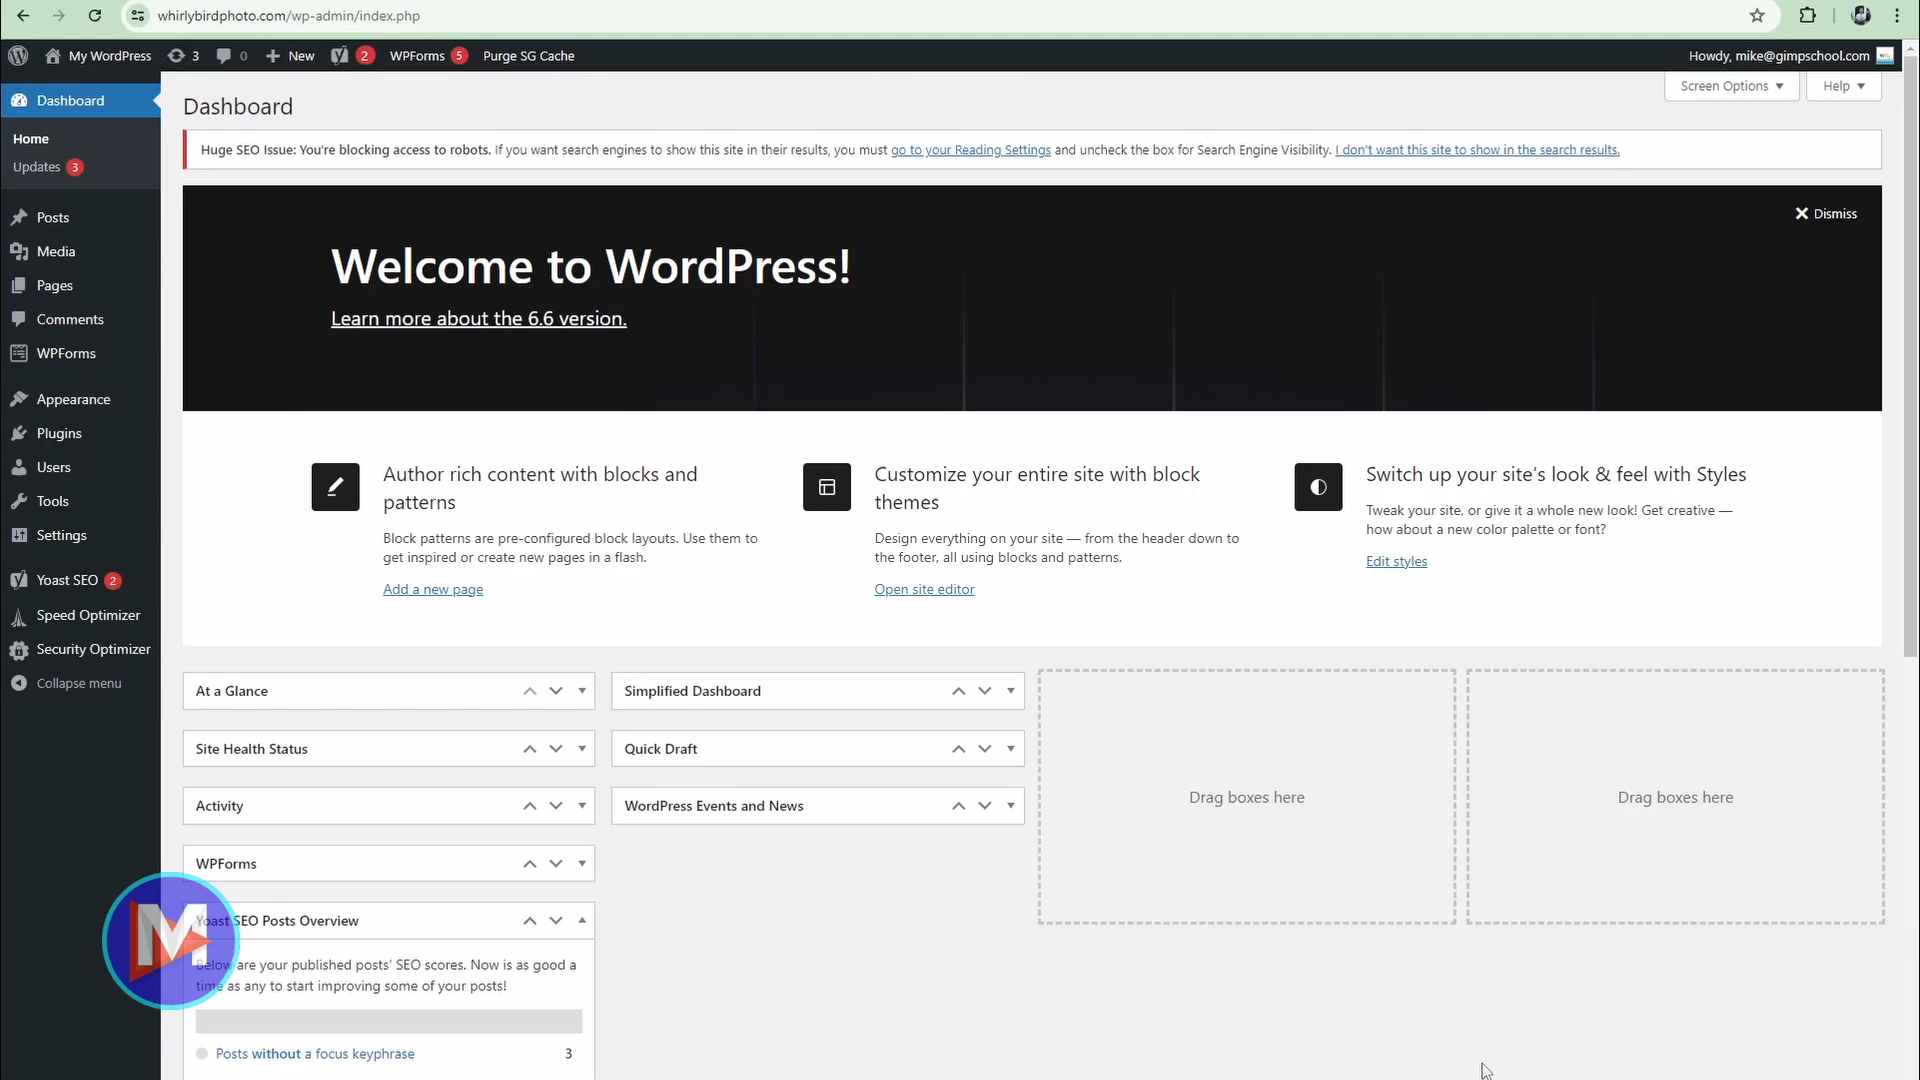 whirlybirdphoto.com/wp-admin/index.php
My WordPress 3 0 New 2 WPForms 5 Purge SG Cache Howdy, mike@gimpschool.com
Screen Options Help
Dashboard
Home
Updates 3
Posts
Media
Pages
Comments
WPForms
Appearance
Plugins
Users
Tools
Settings
Yoast SEO 2
Speed Optimizer
Security Optimizer
Collapse menu
Dashboard
Huge SEO Issue: You're blocking access to robots. If you want search engines to show this site in their results, you must go to your Reading Settings and uncheck the box for Search Engine Visibility. I don't want this site to show in the search results.
Dismiss
Welcome to WordPress!
Learn more about the 6.6 version.
Author rich content with blocks and
patterns
Block patterns are pre-configured block layouts. Use them to
get inspired or create new pages in a flash.
Add a new page
Customize your entire site with block
themes
Design everything on your site — from the header down to
the footer, all using blocks and patterns.
Open site editor
Switch up your site’s look & feel with Styles
Tweak your site, or give it a whole new look! Get creative —
how about a new color palette or font?
Edit styles
At a Glance
Site Health Status
Activity
WPForms
Yoast SEO Posts Overview
Below are your published posts' SEO scores. Now is as good a
time as any to start improving some of your posts!
Posts without a focus keyphrase 3
Simplified Dashboard
Quick Draft
WordPress Events and News
Drag boxes here
Drag boxes here
M